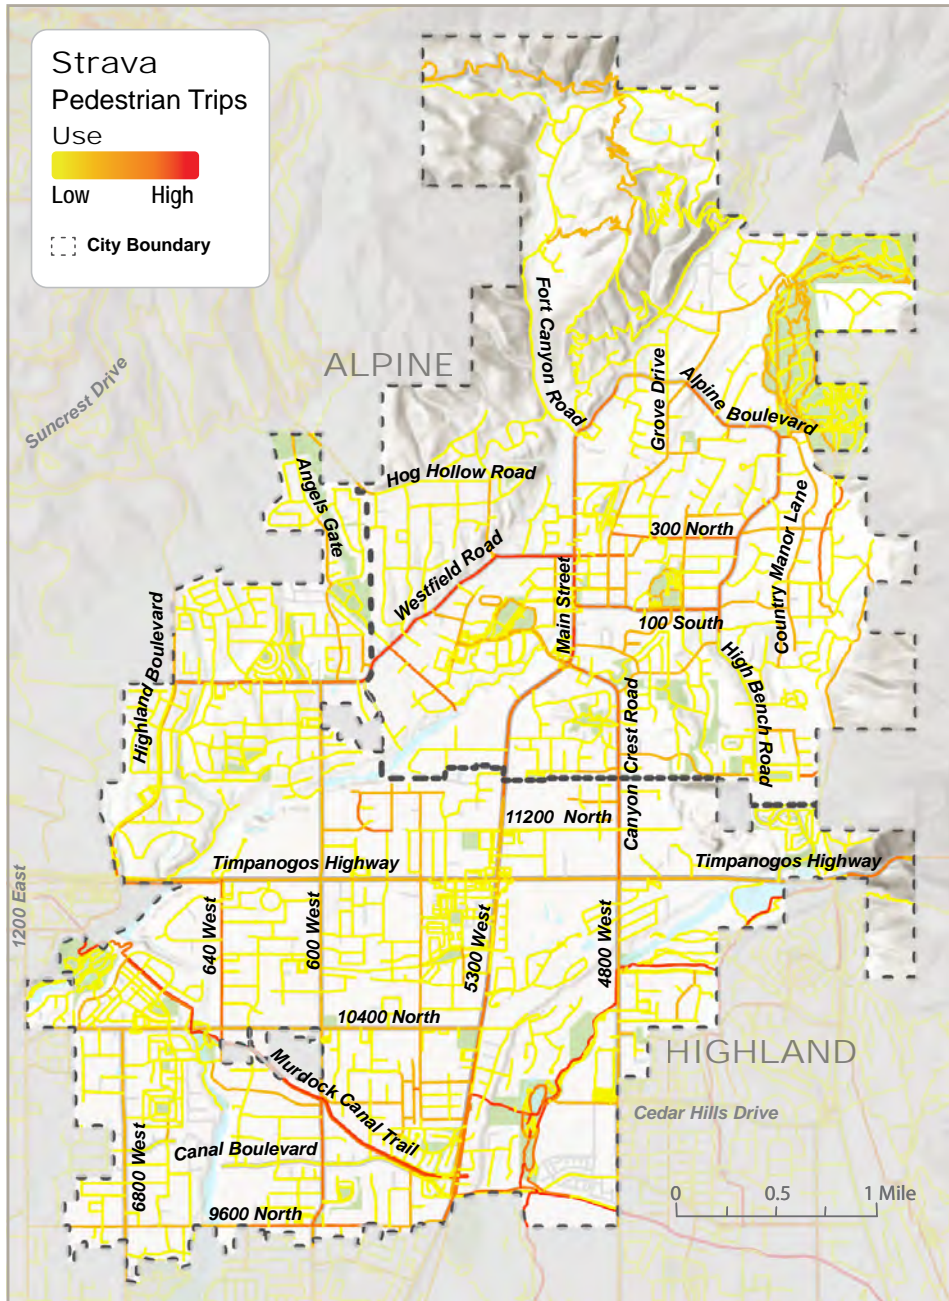 Strava
Pedestrian Trips
Use
Low High
City Boundary
N
ALPINE
Suncrest Drive
Fort Canyon Road
Grove Drive
Alpine Boulevard
Hog Hollow Road
Angels Gate
Westfield Road
Main Street
300 North
100 South
Country Manor Lane
High Bench Road
Highland Boulevard
Canyon Crest Road
11200 North
Timpanogos Highway
Timpanogos Highway
1200 East
640 West
600 West
5300 West
4800 West
10400 North
HIGHLAND
Murdock Canal Trail
Cedar Hills Drive
6800 West
Canal Boulevard
9600 North
0 0.5 1 Mile